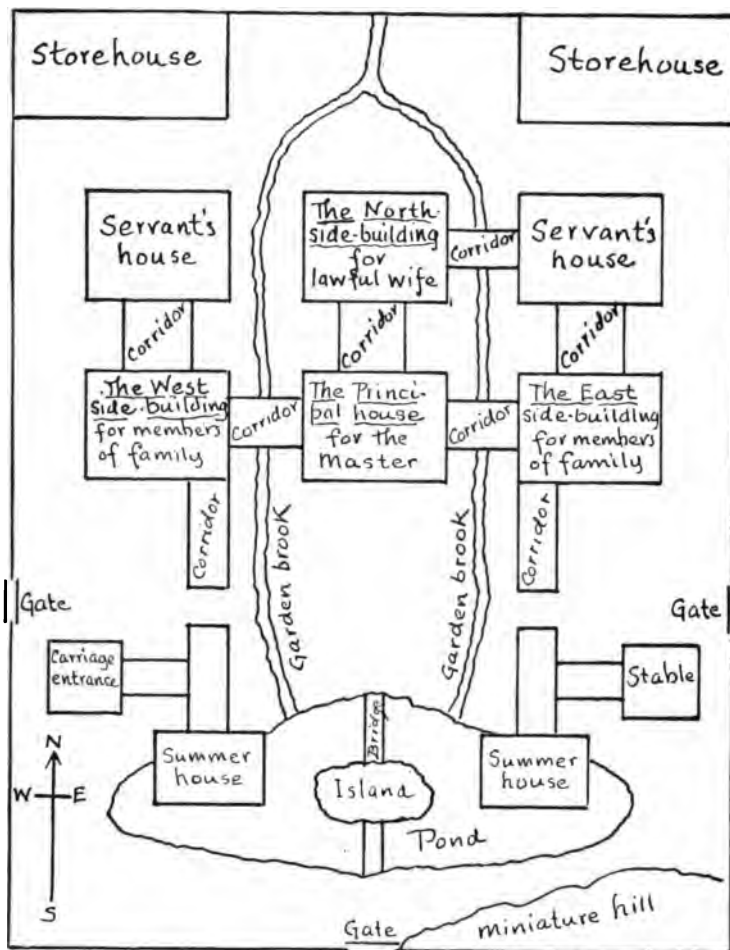 Storehouse
Storehouse
Servant's
house
The North-
side-building
for
lawful wife
Corridor
Servant's
house
Corridor
Corridor
Corridor
The West
side-building
for members
of family
Corridor
The Princi-
pal house
for the
Master
Corridor
The East
side-building
for members
of family
Corridor
Corridor
Garden brook
Garden brook
Gate
Gate
Carriage
entrance
Stable
Bridge
Summer
house
Summer
house
Island
Pond
N
W
E
S
Gate
miniature hill